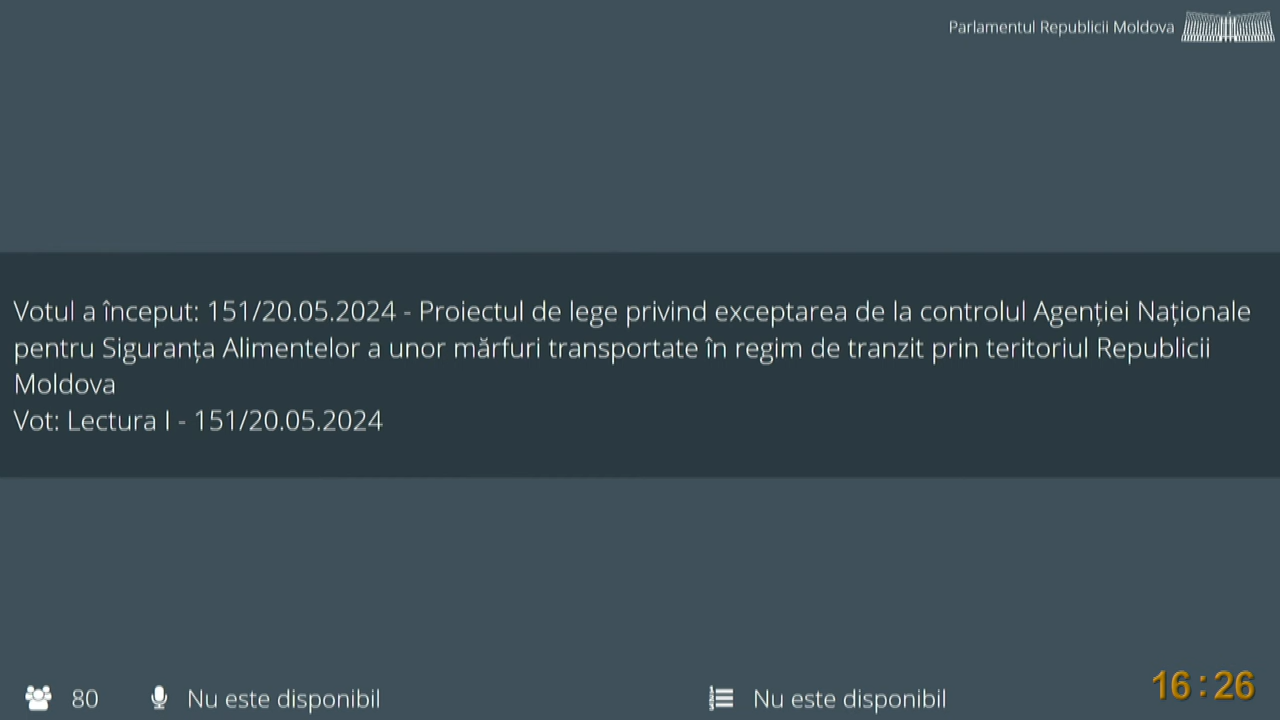 Parlamentul Republicii Moldova
Votul a început: 151/20.05.2024 - Proiectul de lege privind exceptarea de la controlul Agenției Naționale
pentru Siguranța Alimentelor a unor mărfuri transportate în regim de tranzit prin teritoriul Republicii
Moldova
Vot: Lectura I - 151/20.05.2024
80 Nu este disponibil Nu este disponibil 16:26